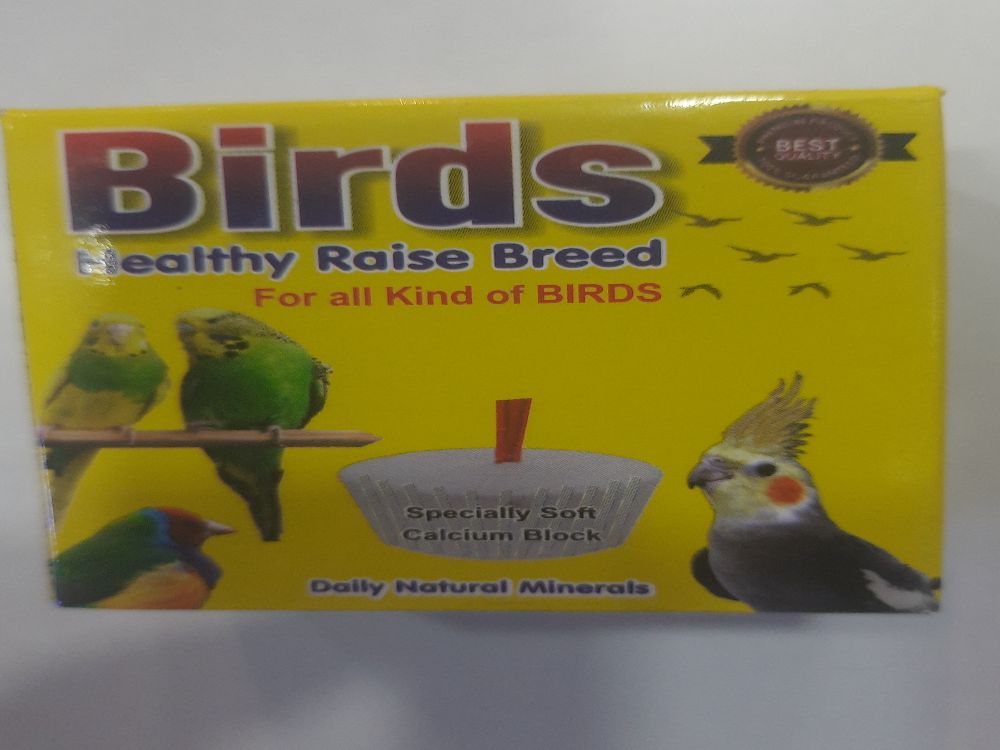 Birds
Healthy Raise Breed
For all Kind of BIRDS
BEST
QUALITY
Specially Soft
Calcium Block
Daily Natural Minerals